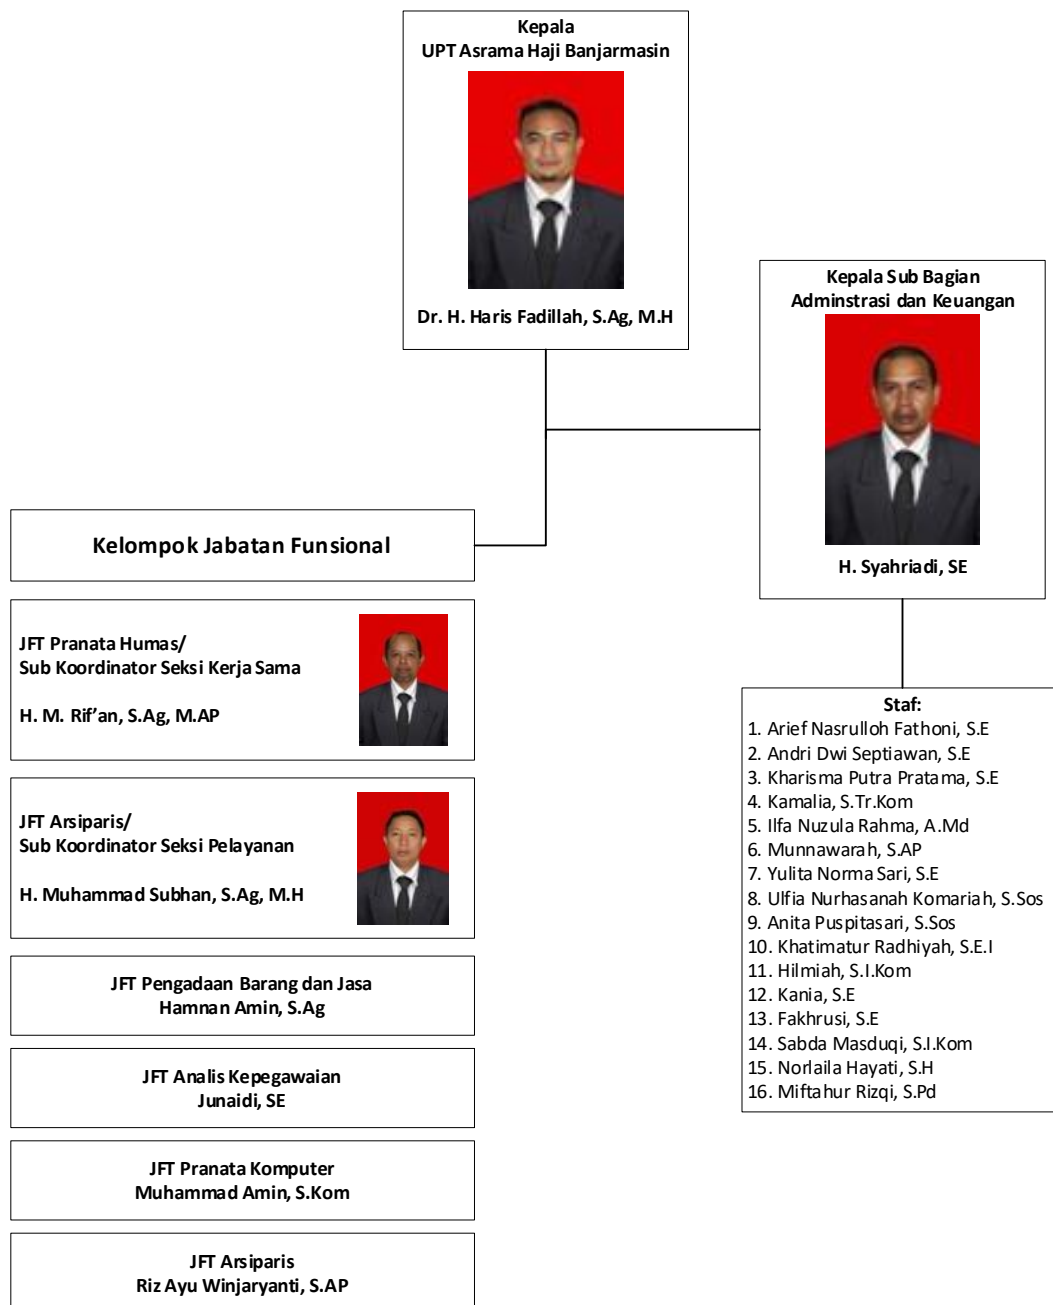 Kepala
UPT Asrama Haji Banjarmasin
Dr. H. Haris Fadillah, S.Ag, M.H
Kepala Sub Bagian
Adminstrasi dan Keuangan
H. Syahriadi, SE
Kelompok Jabatan Funsional
JFT Pranata Humas/
Sub Koordinator Seksi Kerja Sama
H. M. Rif’an, S.Ag, M.AP
JFT Arsiparis/
Sub Koordinator Seksi Pelayanan
H. Muhammad Subhan, S.Ag, M.H
JFT Pengadaan Barang dan Jasa
Hamnan Amin, S.Ag
JFT Analis Kepegawaian
Junaidi, SE
JFT Pranata Komputer
Muhammad Amin, S.Kom
JFT Arsiparis
Riz Ayu Winjaryanti, S.AP
Staf:
1. Arief Nasrulloh Fathoni, S.E
2. Andri Dwi Septiawan, S.E
3. Kharisma Putra Pratama, S.E
4. Kamalia, S.Tr.Kom
5. Ilfa Nuzula Rahma, A.Md
6. Munnawarah, S.AP
7. Yulita Norma Sari, S.E
8. Ulfia Nurhasanah Komariah, S.Sos
9. Anita Puspitasari, S.Sos
10. Khatimatur Radhiyah, S.E.I
11. Hilmiah, S.I.Kom
12. Kania, S.E
13. Fakhrusi, S.E
14. Sabda Masduqi, S.I.Kom
15. Norlaila Hayati, S.H
16. Miftahur Rizqi, S.Pd